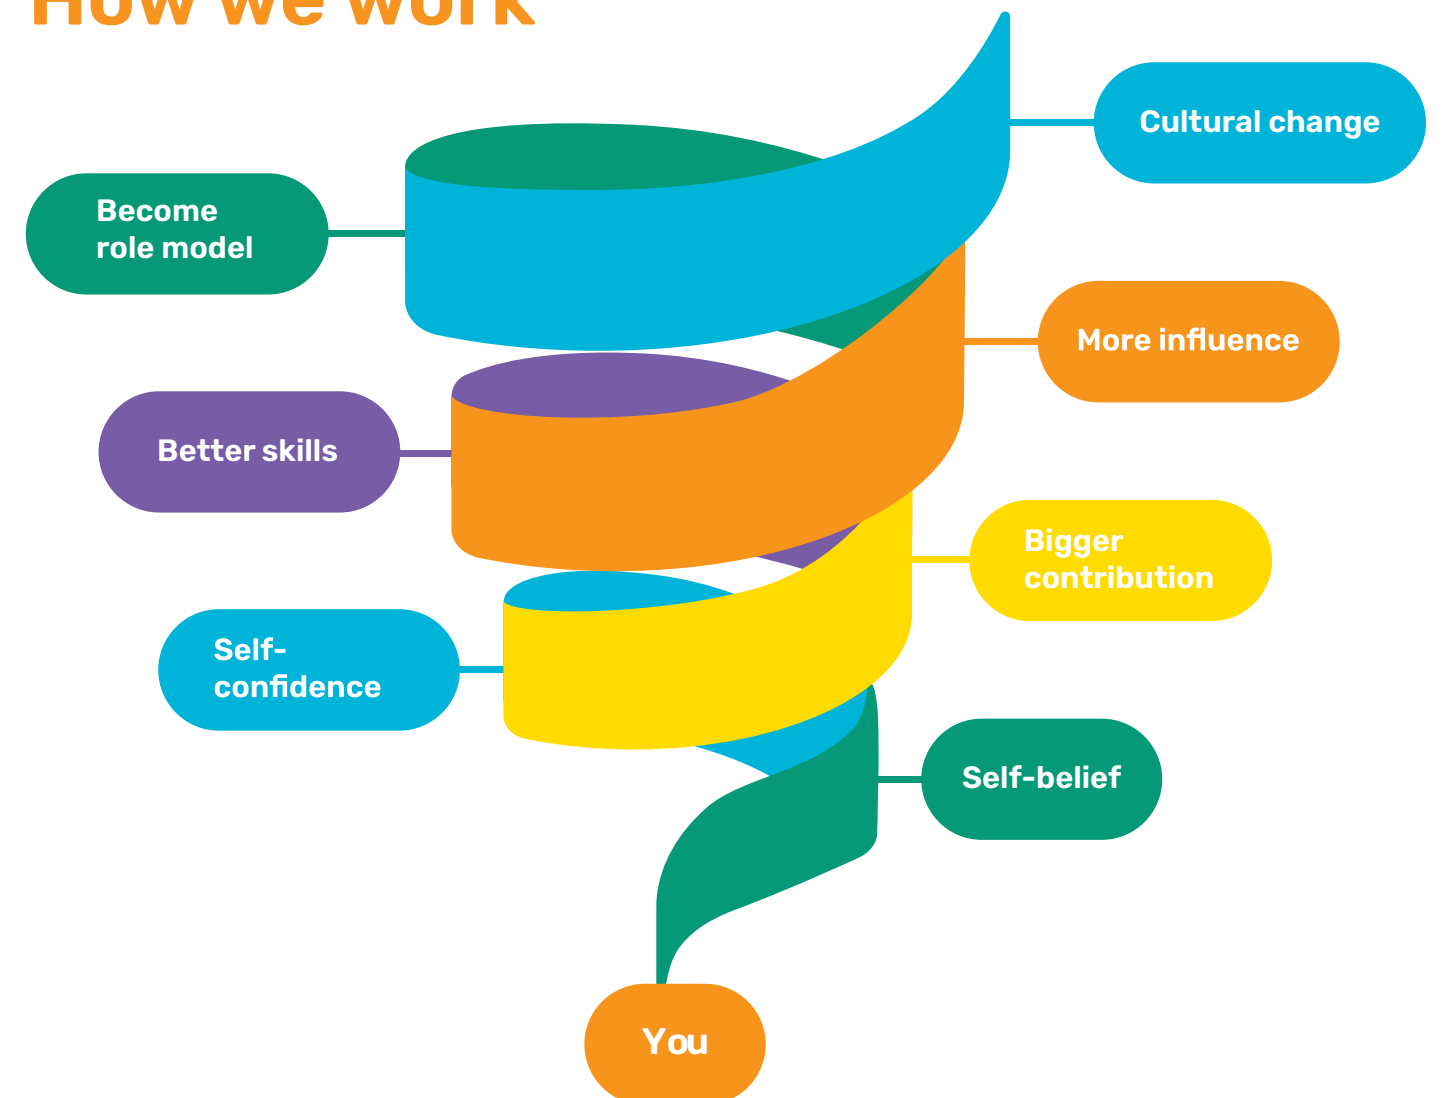 How we work
Cultural change
Become
role model
More influence
Better skills
Bigger
contribution
Self-
confidence
Self-belief
You